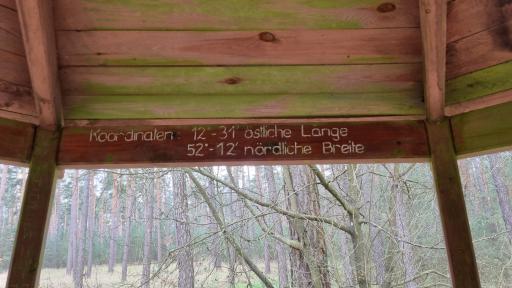 Koordinaten: 12°-31' östliche Länge
52°-12' nördliche Breite